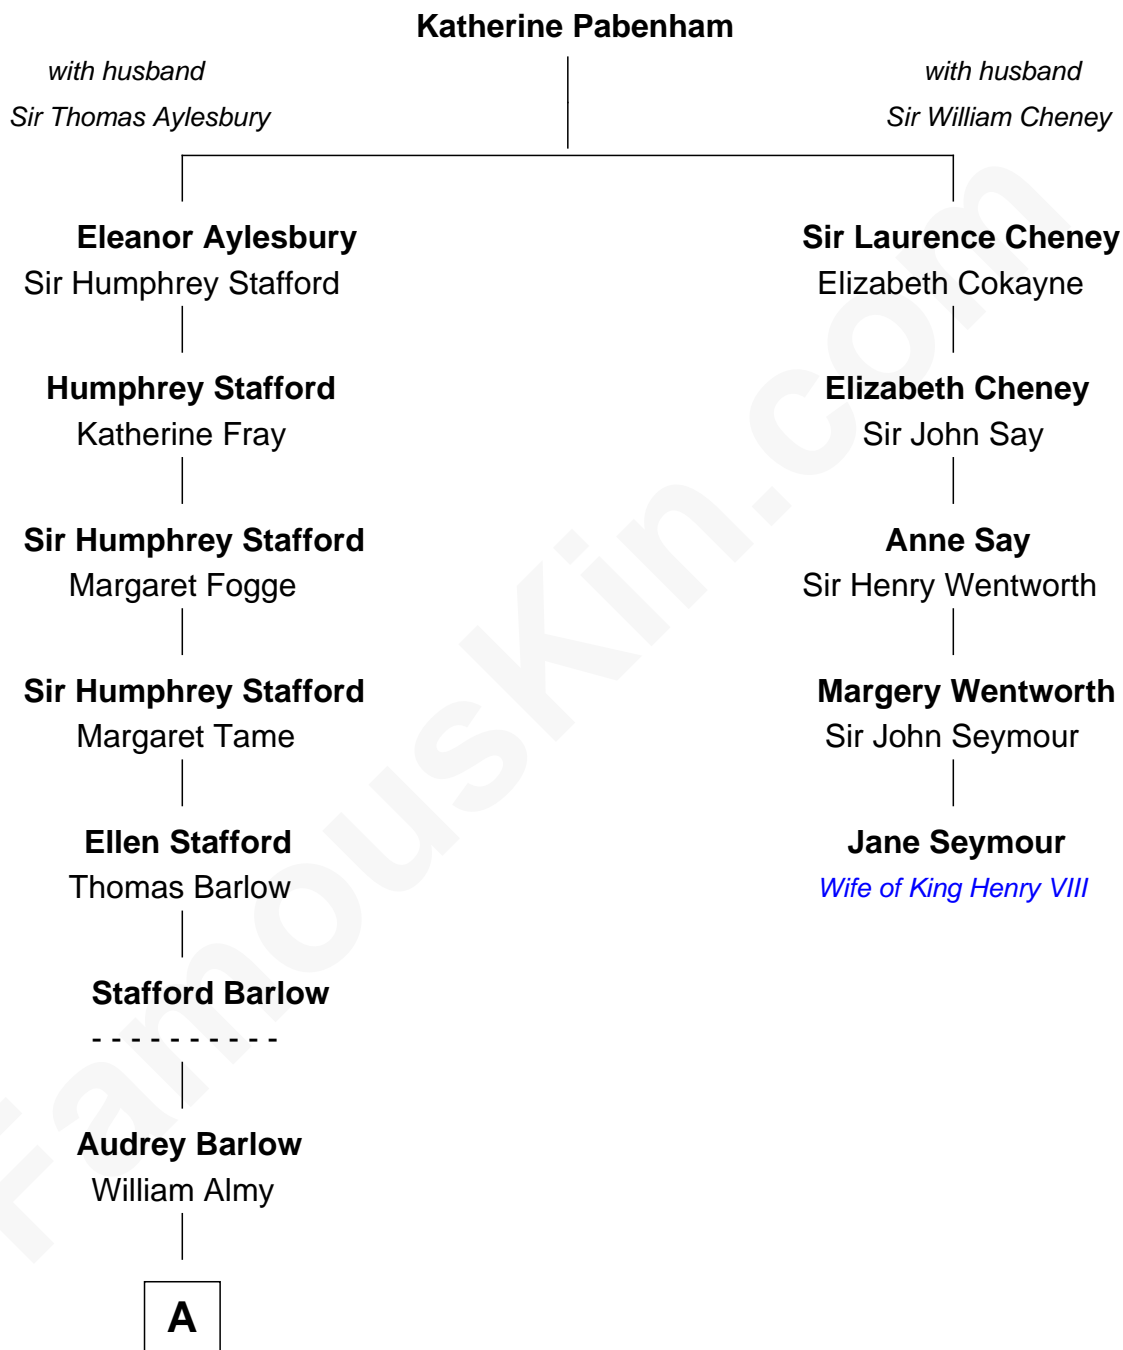 Katherine Pabenham
with husband
Sir Thomas Aylesbury
with husband
Sir William Cheney
Eleanor Aylesbury
Sir Humphrey Stafford
Sir Laurence Cheney
Elizabeth Cokayne
Humphrey Stafford
Katherine Fray
Elizabeth Cheney
Sir John Say
Sir Humphrey Stafford
Margaret Fogge
Anne Say
Sir Henry Wentworth
Sir Humphrey Stafford
Margaret Tame
Margery Wentworth
Sir John Seymour
Ellen Stafford
Thomas Barlow
Jane Seymour
Wife of King Henry VIII
Stafford Barlow
- - - - - - - - - -
Audrey Barlow
William Almy
A
FamousKin.com